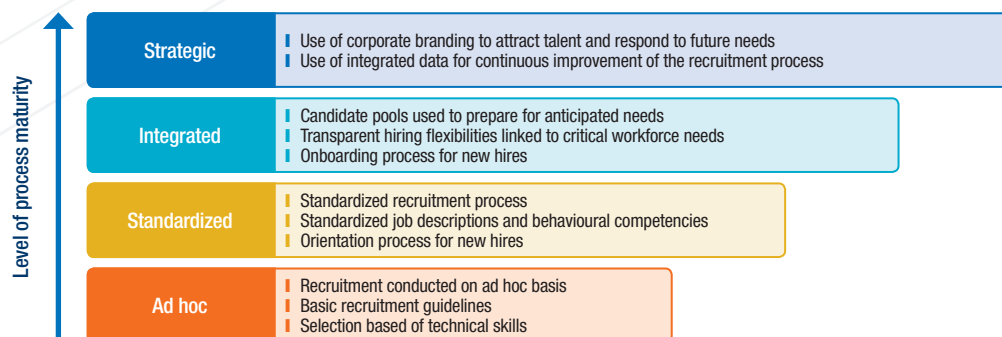 Level of process maturity
Strategic
Use of corporate branding to attract talent and respond to future needs
Use of integrated data for continuous improvement of the recruitment process
Integrated
Candidate pools used to prepare for anticipated needs
Transparent hiring flexibilities linked to critical workforce needs
Onboarding process for new hires
Standardized
Standardized recruitment process
Standardized job descriptions and behavioural competencies
Orientation process for new hires
Ad hoc
Recruitment conducted on ad hoc basis
Basic recruitment guidelines
Selection based of technical skills